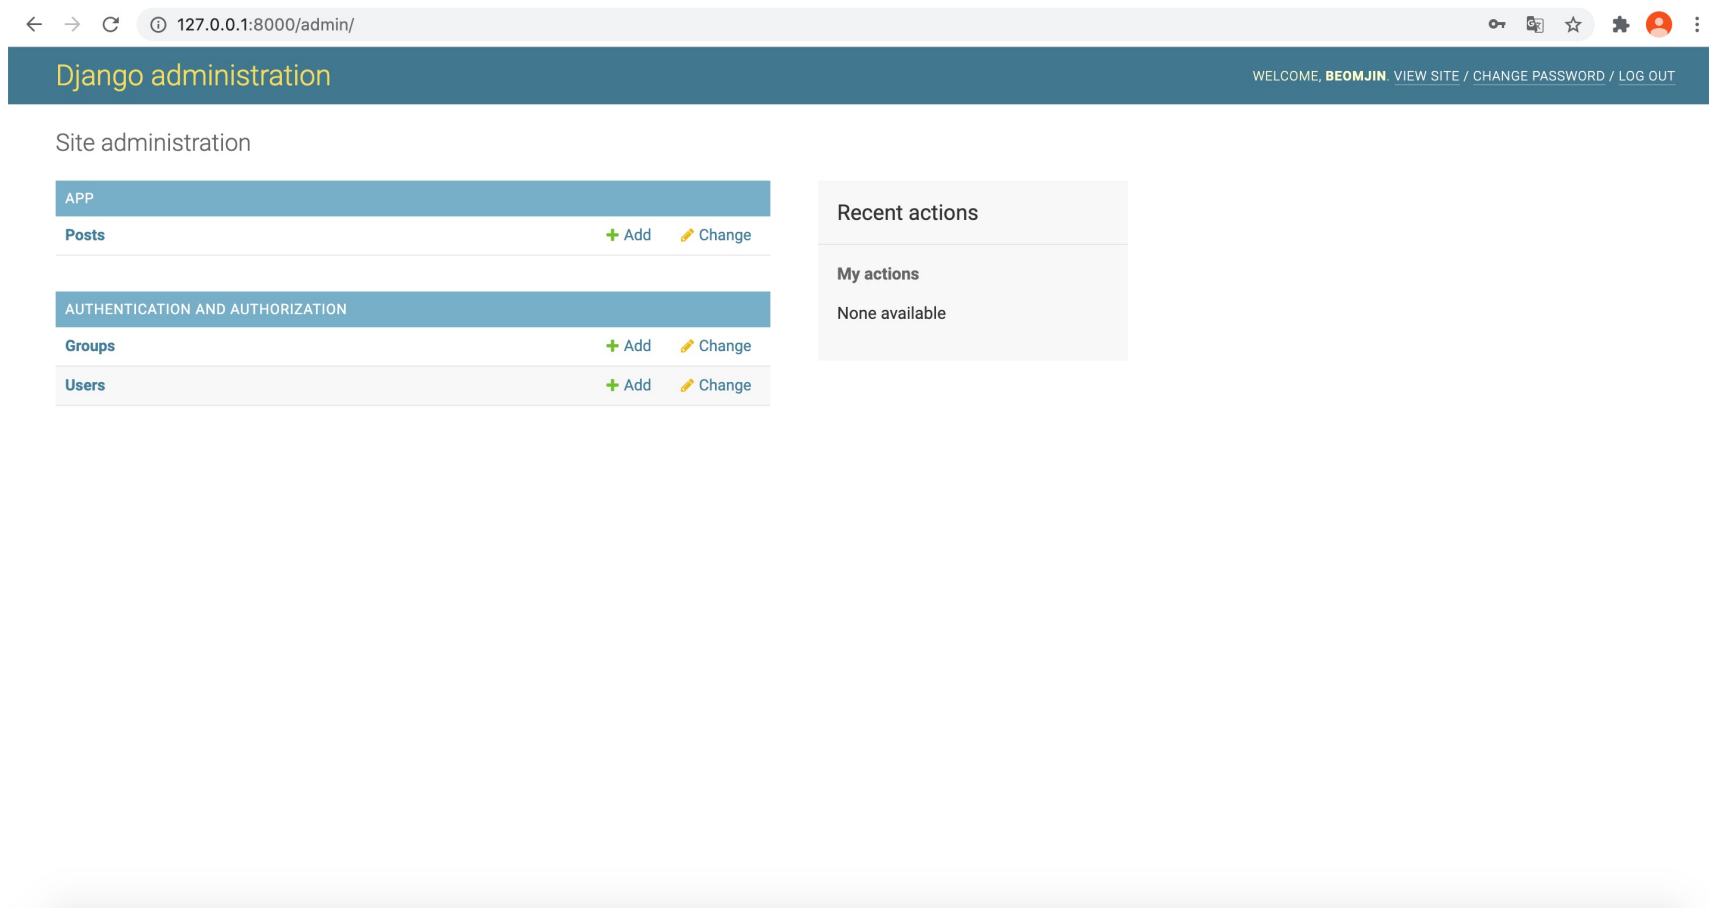 127.0.0.1:8000/admin/
Django administration
WELCOME, BEOMJIN. VIEW SITE / CHANGE PASSWORD / LOG OUT
Site administration
APP
Posts Add Change
AUTHENTICATION AND AUTHORIZATION
Groups Add Change
Users Add Change
Recent actions
My actions
None available